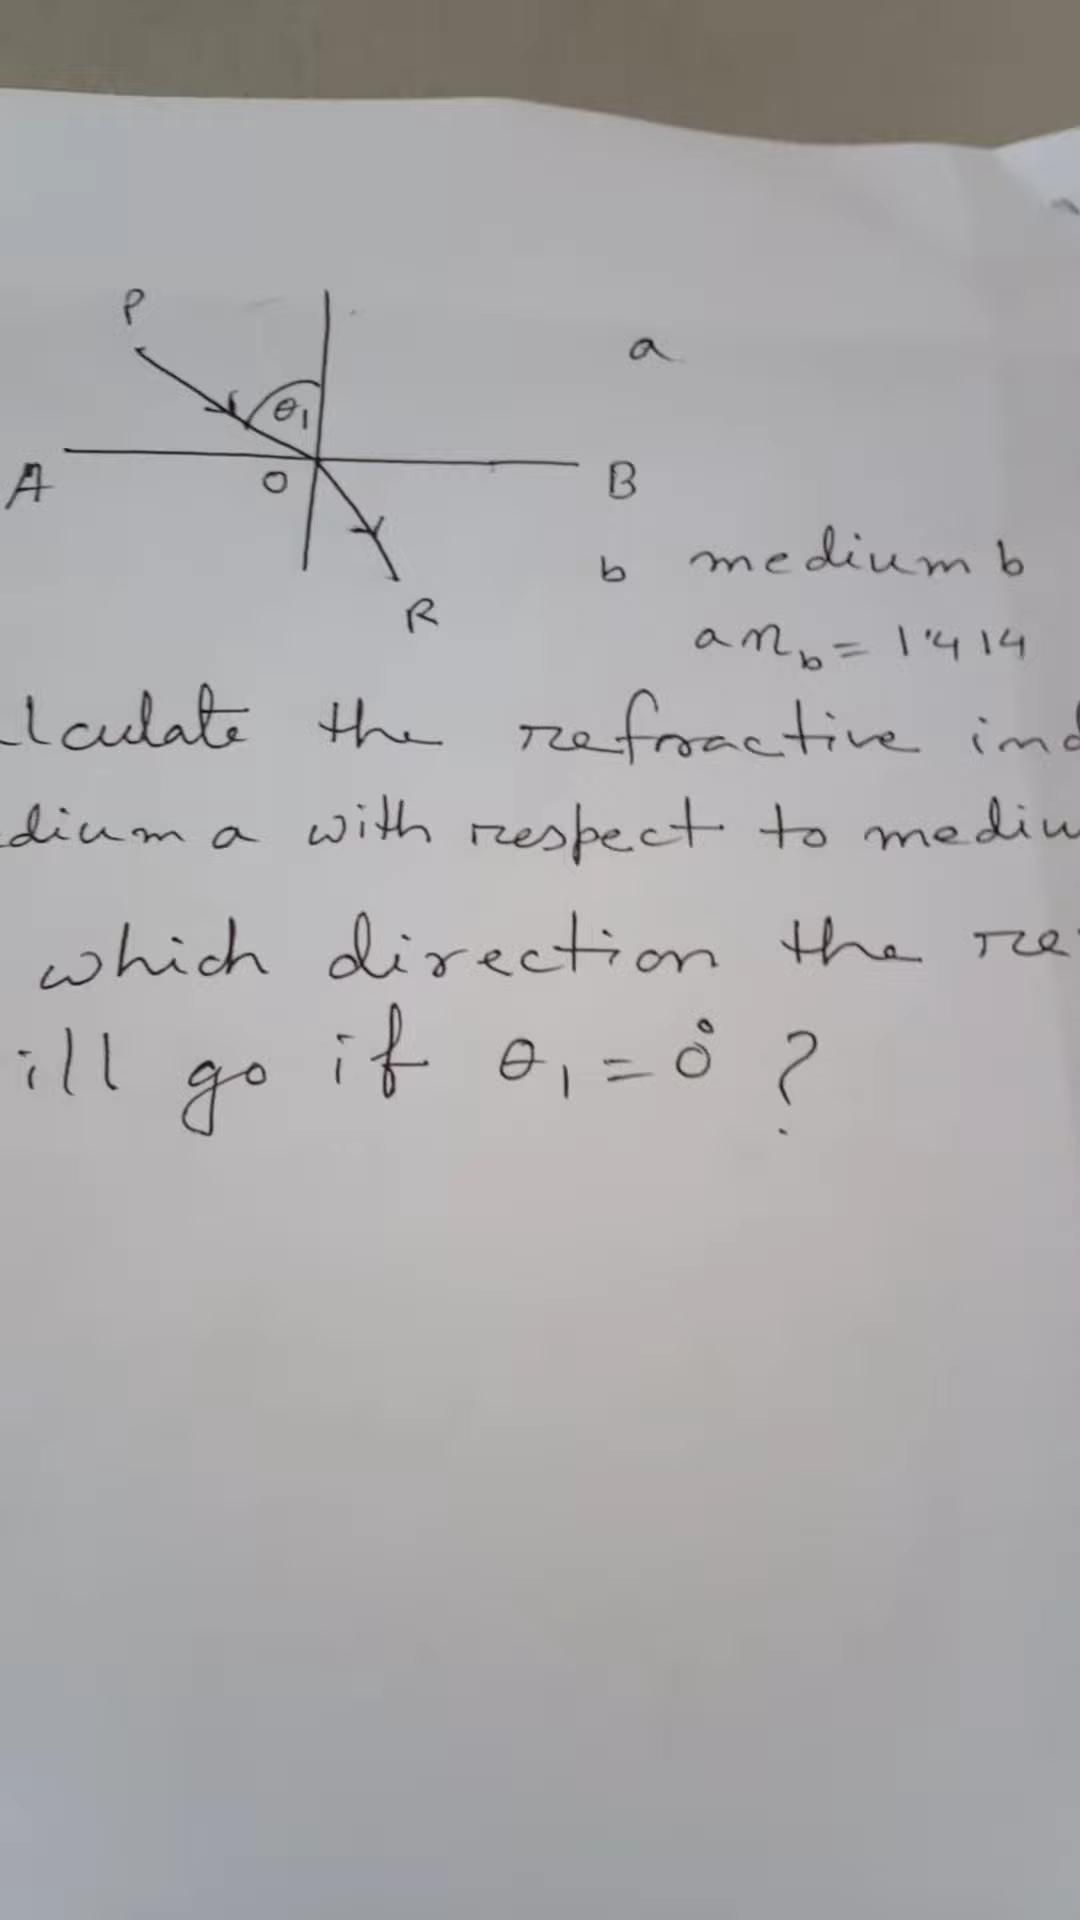 P
a
θ1
A
O
B
b medium b
R
anb = 1.414
lculate the refractive ind
dium a with respect to mediu
which direction the re
ill go if θ1 = 0° ?